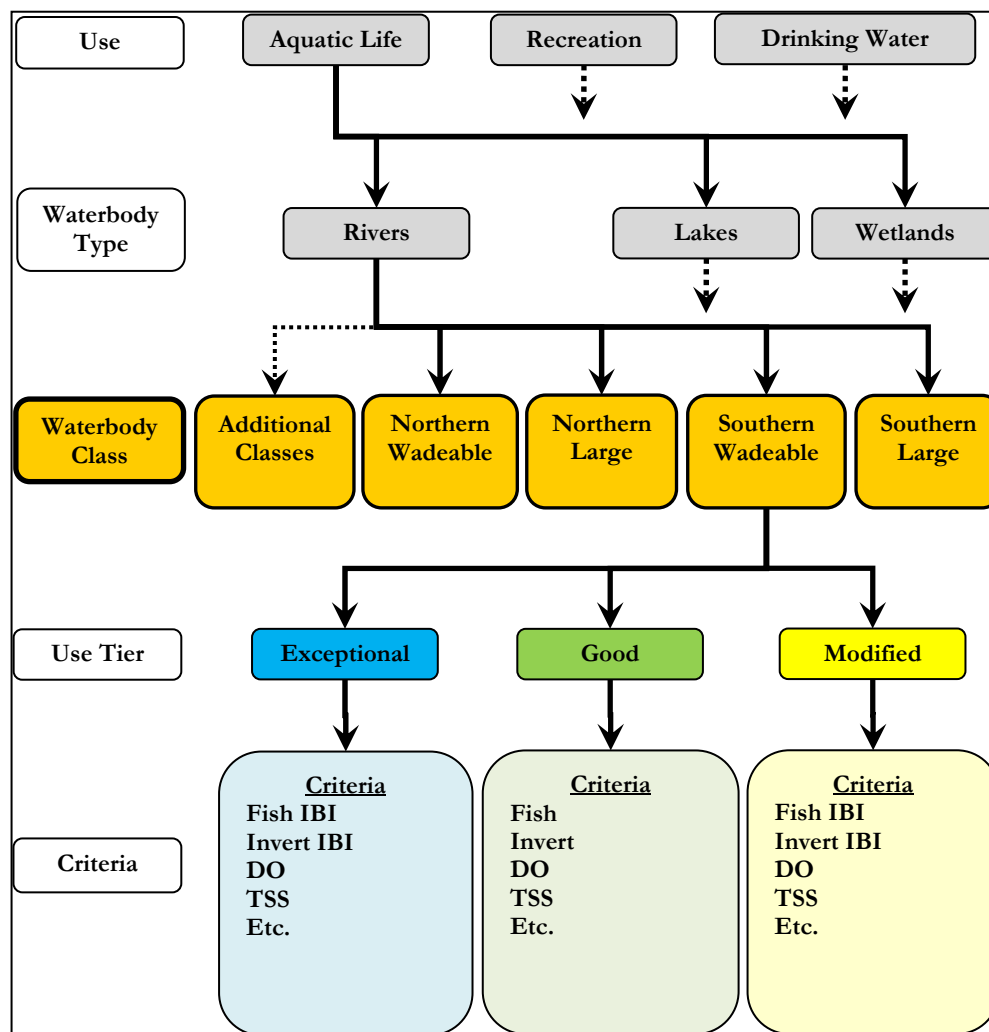 Use
Aquatic Life
Recreation
Drinking Water
Waterbody
Type
Rivers
Lakes
Wetlands
Waterbody
Class
Additional
Classes
Northern
Wadeable
Northern
Large
Southern
Wadeable
Southern
Large
Use Tier
Exceptional
Good
Modified
Criteria
Criteria
Fish IBI
Invert IBI
DO
TSS
Etc.
Criteria
Fish
Invert
DO
TSS
Etc.
Criteria
Fish IBI
Invert IBI
DO
TSS
Etc.